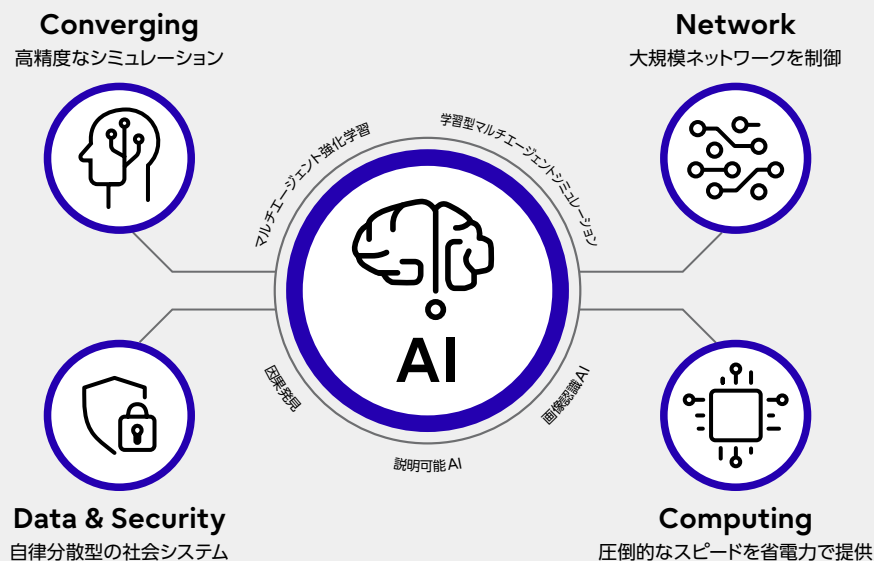 Converging
高精度なシミュレーション
Network
大規模ネットワークを制御
マルチエージェント強化学習
学習型マルチエージェントシミュレーション
AI
因果発見
画像認識AI
説明可能AI
Data & Security
自律分散型の社会システム
Computing
圧倒的なスピードを省電力で提供